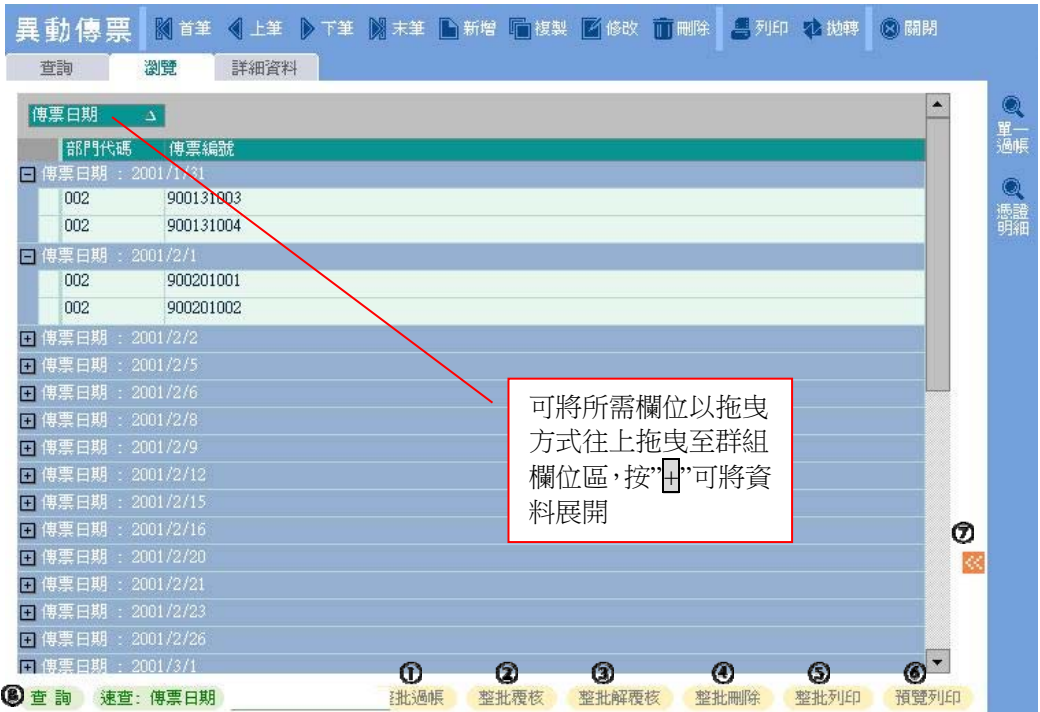 異動傳票 首筆 上筆 下筆 末筆 新增 複製 修改 刪除 列印 拋轉 關閉
查詢 瀏覽 詳細資料
傳票日期
部門代碼 傳票編號
傳票日期 : 2001/1/31
002 900131003
002 900131004
傳票日期 : 2001/2/1
002 900201001
002 900201002
傳票日期 : 2001/2/2
傳票日期 : 2001/2/5
傳票日期 : 2001/2/6
傳票日期 : 2001/2/8
傳票日期 : 2001/2/9
傳票日期 : 2001/2/12
傳票日期 : 2001/2/15
傳票日期 : 2001/2/16
傳票日期 : 2001/2/20
傳票日期 : 2001/2/21
傳票日期 : 2001/2/23
傳票日期 : 2001/2/26
傳票日期 : 2001/3/1
可將所需欄位以拖曳
方式往上拖曳至群組
欄位區,按”+”可將資
料展開
單一
過帳
憑證
明細
⑦
<<
① ② ③ ④ ⑤ ⑥
⑧ 查詢 速查: 傳票日期 整批過帳 整批覆核 整批解覆核 整批刪除 整批列印 預覽列印